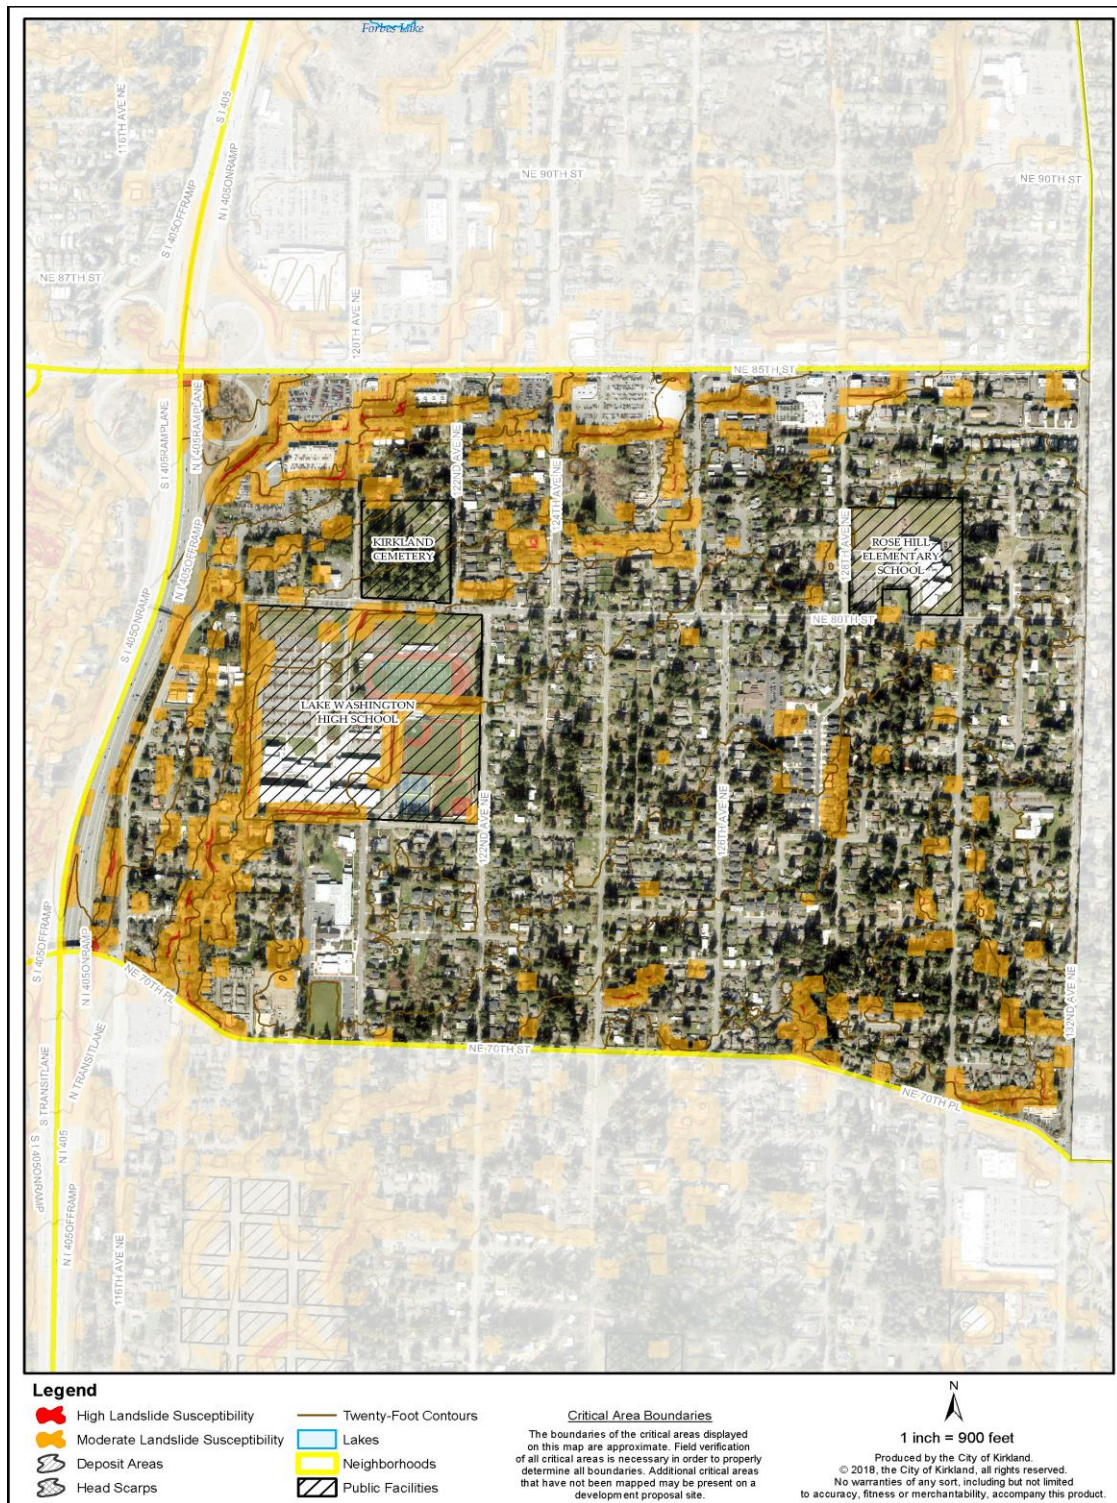 Forbes Lake
S I 405
116TH AVE NE
N I 405ONRAMP
NE 90TH ST
NE 90TH ST
S I 405OFFRAMP
NE 87TH ST
120TH AVE NE
NE 85TH ST
S I 405RAMPLANE
N I 405RAMPLANE
122ND AVE NE
124TH AVE NE
128TH AVE NE
KIRKLAND
CEMETERY
ROSE HILL
ELEMENTARY
SCHOOL
N I 405OFFRAMP
S I 405ONRAMP
NE 80TH ST
LAKE WASHINGTON
HIGH SCHOOL
122ND AVE NE
126TH AVE NE
S I 405OFFRAMP
N I 405ONRAMP
NE 70TH PL
132ND AVE NE
NE 70TH ST
N TRANSITLANE
S TRANSITLANE
NE 70TH PL
S I 405ONRAMP
N I 405
N I 405OFFRAMP
116TH AVE NE
Legend
High Landslide Susceptibility
Moderate Landslide Susceptibility
Deposit Areas
Head Scarps
Twenty-Foot Contours
Lakes
Neighborhoods
Public Facilities
Critical Area Boundaries
The boundaries of the critical areas displayed
on this map are approximate. Field verification
of all critical areas is necessary in order to properly
determine all boundaries. Additional critical areas
that have not been mapped may be present on a
development proposal site.
N
1 inch = 900 feet
Produced by the City of Kirkland.
© 2018, the City of Kirkland, all rights reserved.
No warranties of any sort, including but not limited
to accuracy, fitness or merchantability, accompany this product.